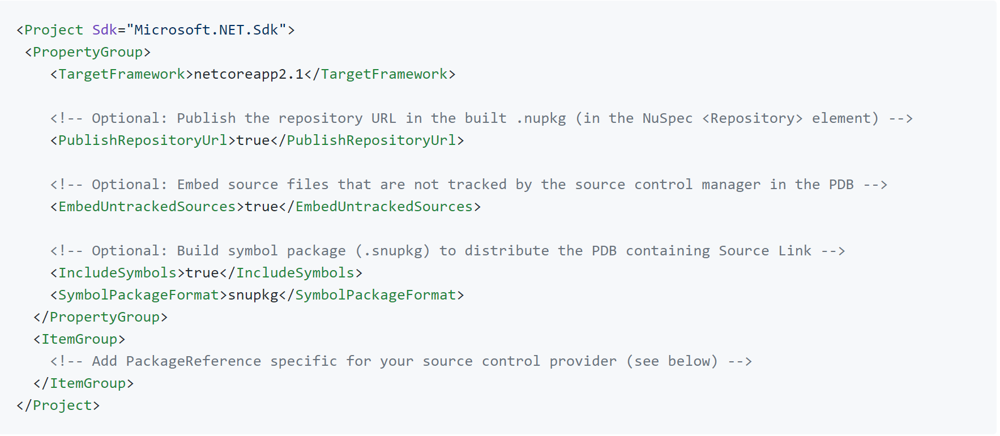 <Project Sdk="Microsoft.NET.Sdk">
 <PropertyGroup>
    <TargetFramework>netcoreapp2.1</TargetFramework>

    <!-- Optional: Publish the repository URL in the built .nupkg (in the NuSpec <Repository> element) -->
    <PublishRepositoryUrl>true</PublishRepositoryUrl>

    <!-- Optional: Embed source files that are not tracked by the source control manager in the PDB -->
    <EmbedUntrackedSources>true</EmbedUntrackedSources>

    <!-- Optional: Build symbol package (.snupkg) to distribute the PDB containing Source Link -->
    <IncludeSymbols>true</IncludeSymbols>
    <SymbolPackageFormat>snupkg</SymbolPackageFormat>
  </PropertyGroup>
  <ItemGroup>
    <!-- Add PackageReference specific for your source control provider (see below) -->
  </ItemGroup>
</Project>